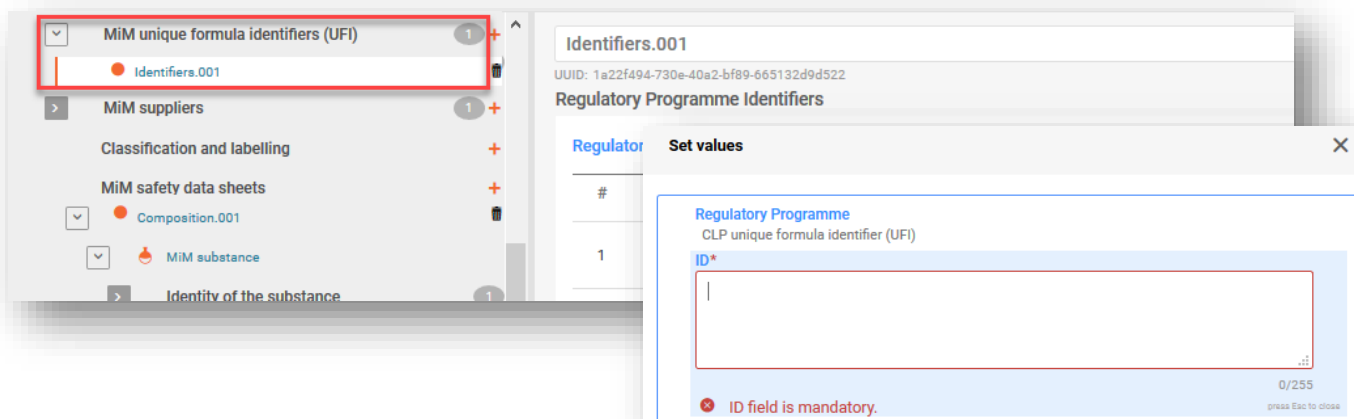 MiM unique formula identifiers (UFI) 1 +
Identifiers.001
MiM suppliers 1 +
Classification and labelling +
MiM safety data sheets +
Composition.001
MiM substance
Identity of the substance 1
Identifiers.001
UUID: 1a22f494-730e-40a2-bf89-665132d9d522
Regulatory Programme Identifiers
Regulator
#
1
Set values
Regulatory Programme
CLP unique formula identifier (UFI)
ID*
0/255
ID field is mandatory.
press Esc to close